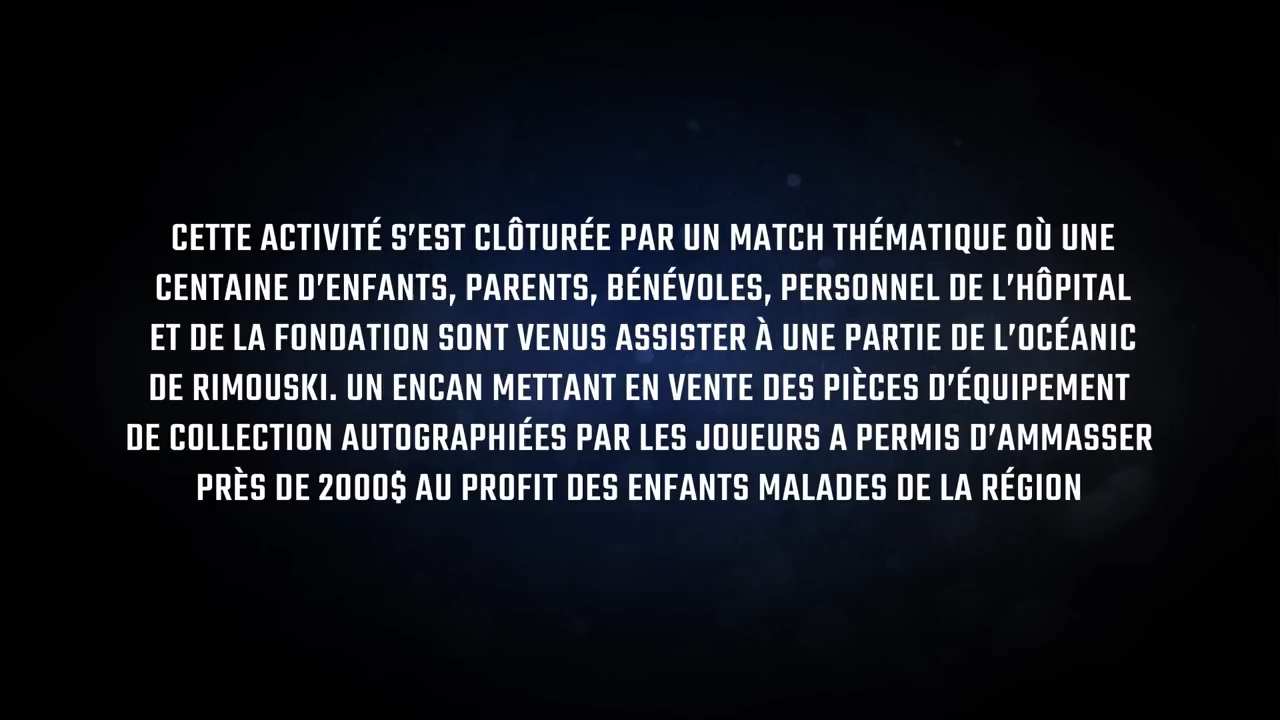 CETTE ACTIVITÉ S’EST CLÔTURÉE PAR UN MATCH THÉMATIQUE OÙ UNE
CENTAINE D’ENFANTS, PARENTS, BÉNÉVOLES, PERSONNEL DE L’HÔPITAL
ET DE LA FONDATION SONT VENUS ASSISTER À UNE PARTIE DE L’OCÉANIC
DE RIMOUSKI. UN ENCAN METTANT EN VENTE DES PIÈCES D’ÉQUIPEMENT
DE COLLECTION AUTOGRAPHIÉES PAR LES JOUEURS A PERMIS D’AMMASSER
PRÈS DE 2000$ AU PROFIT DES ENFANTS MALADES DE LA RÉGION